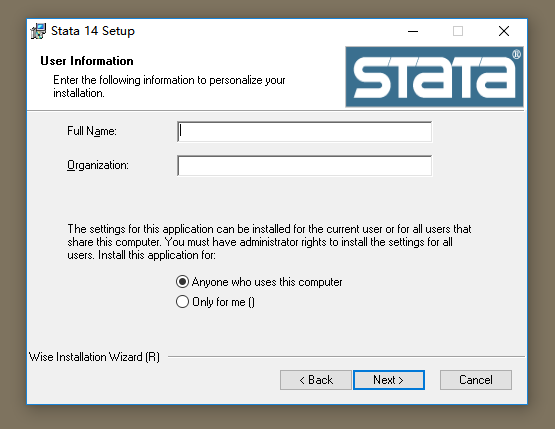 Stata 14 Setup
User Information
Enter the following information to personalize your
installation.
STATA®
Full Name:
Organization:
The settings for this application can be installed for the current user or for all users that
share this computer. You must have administrator rights to install the settings for all
users. Install this application for:
Anyone who uses this computer
Only for me ()
Wise Installation Wizard (R)
< Back
Next >
Cancel